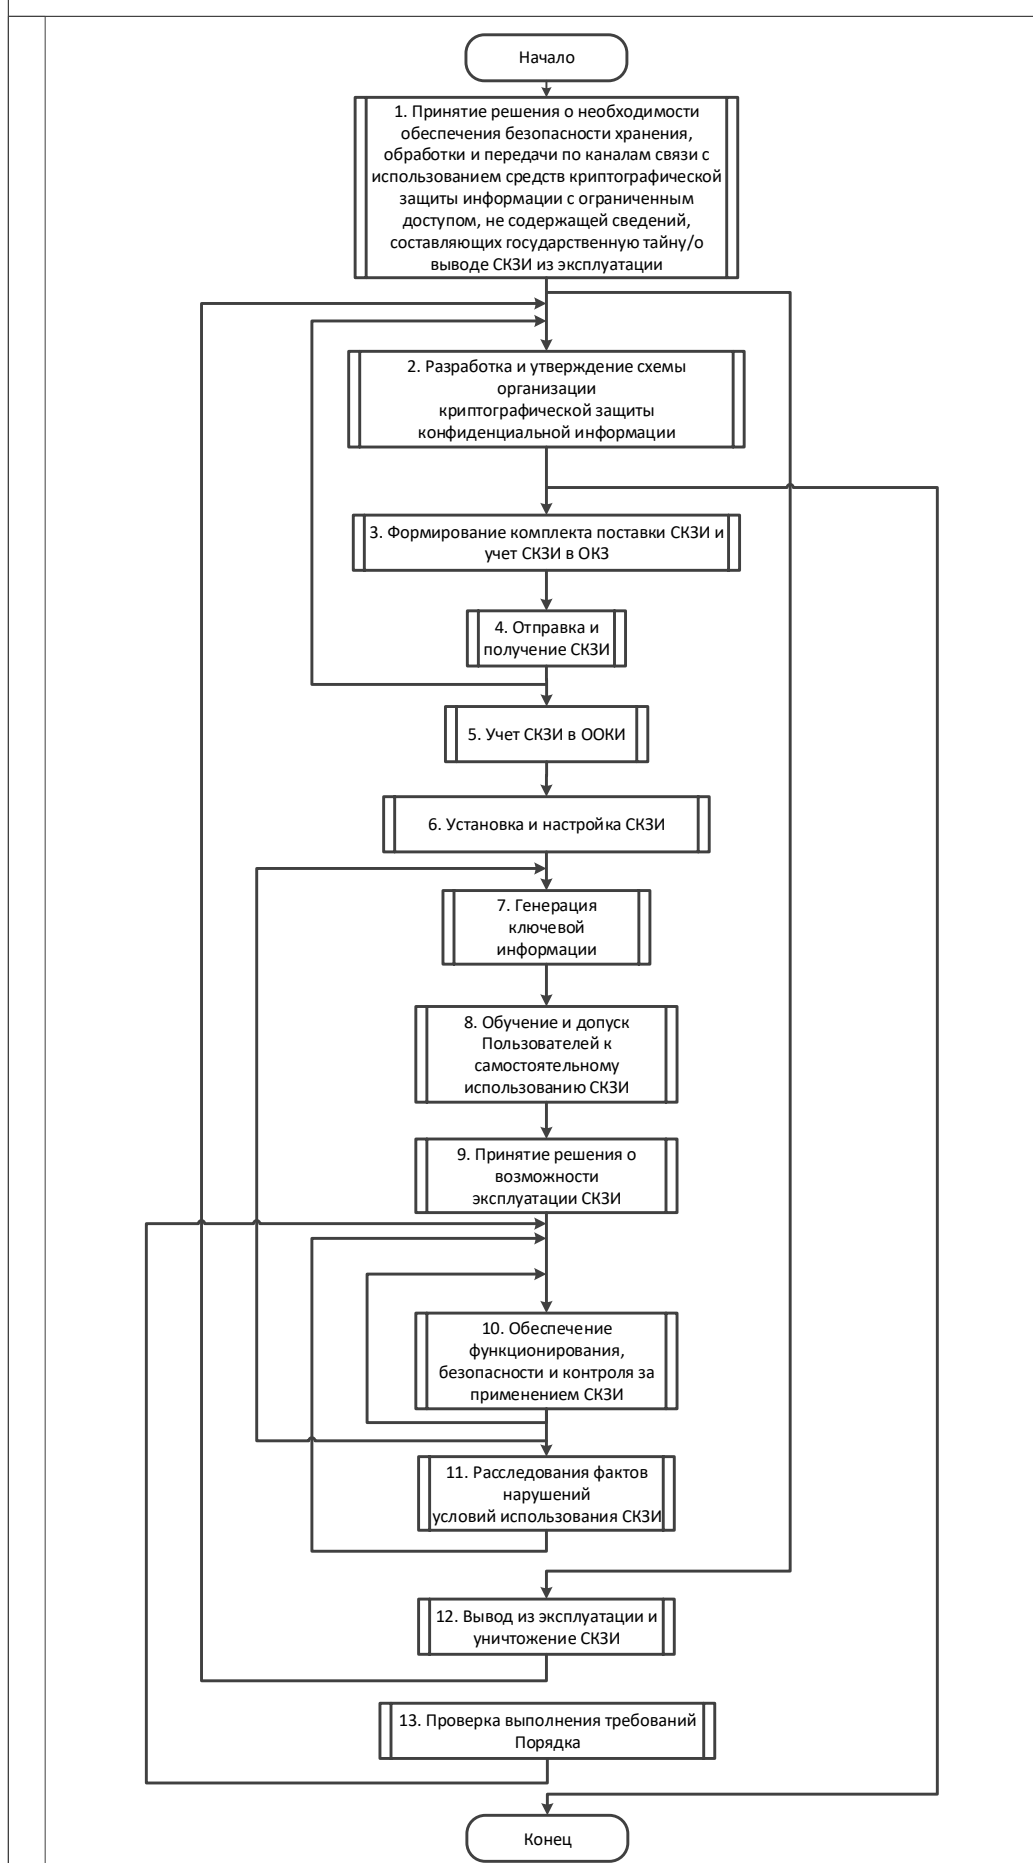 Начало
1. Принятие решения о необходимости
обеспечения безопасности хранения,
обработки и передачи по каналам связи с
использованием средств криптографической
защиты информации с ограниченным
доступом, не содержащей сведений,
составляющих государственную тайну/о
выводе СКЗИ из эксплуатации
2. Разработка и утверждение схемы
организации
криптографической защиты
конфиденциальной информации
3. Формирование комплекта поставки СКЗИ и
учет СКЗИ в ОКЗ
4. Отправка и
получение СКЗИ
5. Учет СКЗИ в ООКИ
6. Установка и настройка СКЗИ
7. Генерация
ключевой
информации
8. Обучение и допуск
Пользователей к
самостоятельному
использованию СКЗИ
9. Принятие решения о
возможности
эксплуатации СКЗИ
10. Обеспечение
функционирования,
безопасности и контроля за
применением СКЗИ
11. Расследования фактов
нарушений
условий использования СКЗИ
12. Вывод из эксплуатации и
уничтожение СКЗИ
13. Проверка выполнения требований
Порядка
Конец